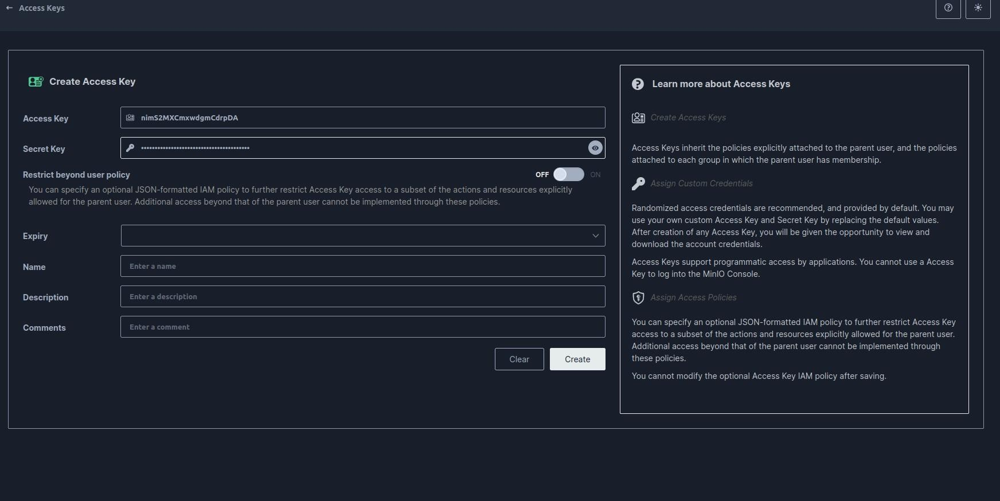 Access Keys
Create Access Key
Access Key
nimS2MXCmxwdgmCdrpDA
Secret Key
••••••••••••••••••••••••••••••••••••••••
Restrict beyond user policy
OFF
ON
You can specify an optional JSON-formatted IAM policy to further restrict Access Key access to a subset of the actions and resources explicitly
allowed for the parent user. Additional access beyond that of the parent user cannot be implemented through these policies.
Expiry
Name
Enter a name
Description
Enter a description
Comments
Enter a comment
Clear
Create
Learn more about Access Keys
Create Access Keys
Access Keys inherit the policies explicitly attached to the parent user, and the policies
attached to each group in which the parent user has membership.
Assign Custom Credentials
Randomized access credentials are recommended, and provided by default. You may
use your own custom Access Key and Secret Key by replacing the default values.
After creation of any Access Key, you will be given the opportunity to view and
download the account credentials.
Access Keys support programmatic access by applications. You cannot use a Access
Key to log into the MinIO Console.
Assign Access Policies
You can specify an optional JSON-formatted IAM policy to further restrict Access Key
access to a subset of the actions and resources explicitly allowed for the parent user.
Additional access beyond that of the parent user cannot be implemented through
these policies.
You cannot modify the optional Access Key IAM policy after saving.